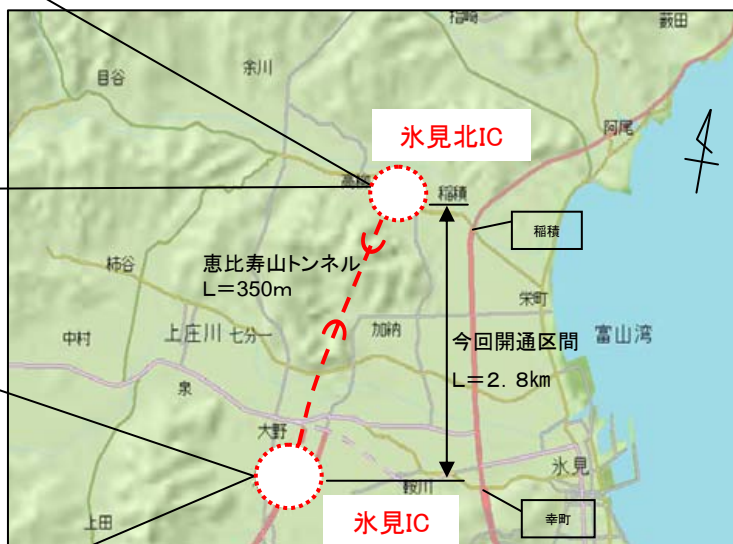 指崎
藪田
余川
目谷
阿尾
氷見北IC
稲積
稲積
恵比寿山トンネル
L=350m
柿谷
栄町
中村
上庄川
七分一
加納
今回開通区間
L=2.8km
富山湾
泉
大野
氷見
鞍川
上田
氷見IC
幸町